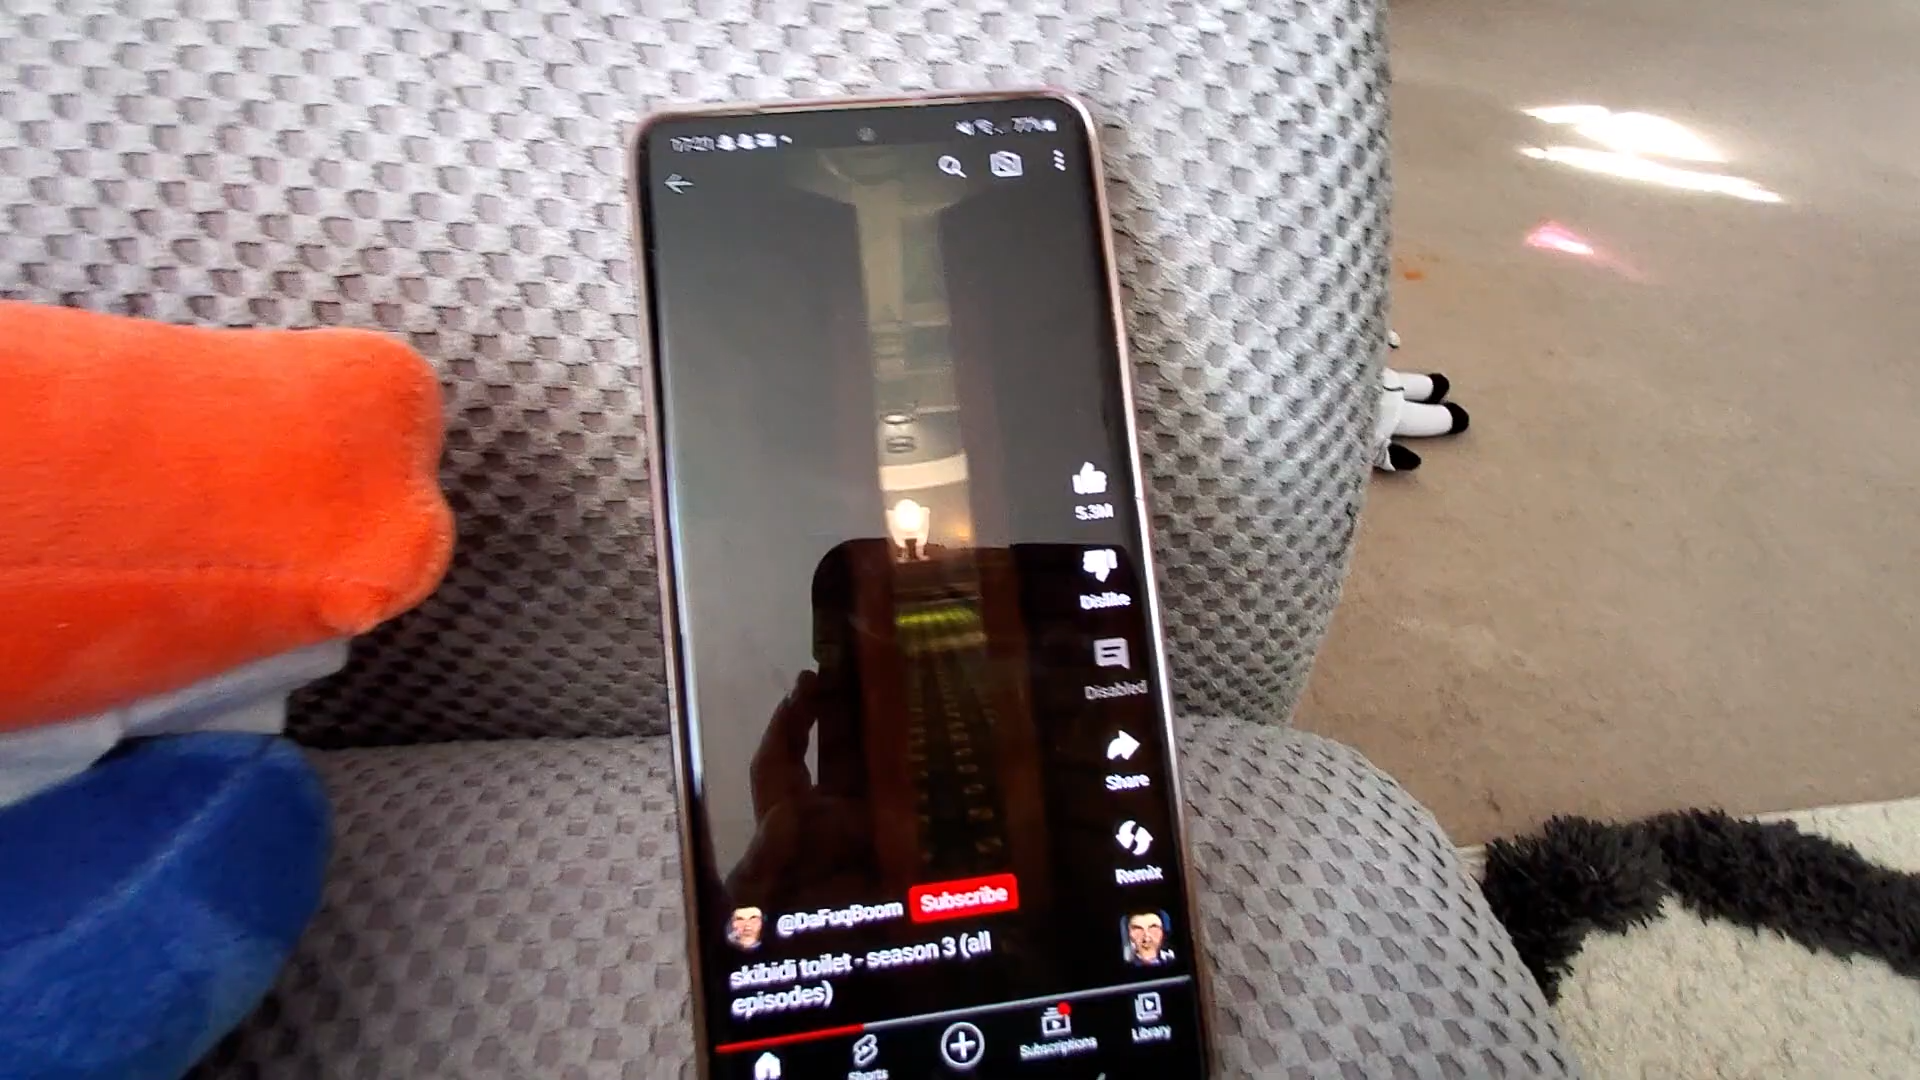 5.3M
Dislike
Disabled
Share
Remix
@DaFuqBoom Subscribe
skibidi toilet - season 3 (all
episodes)
Shorts
Subscriptions
Library